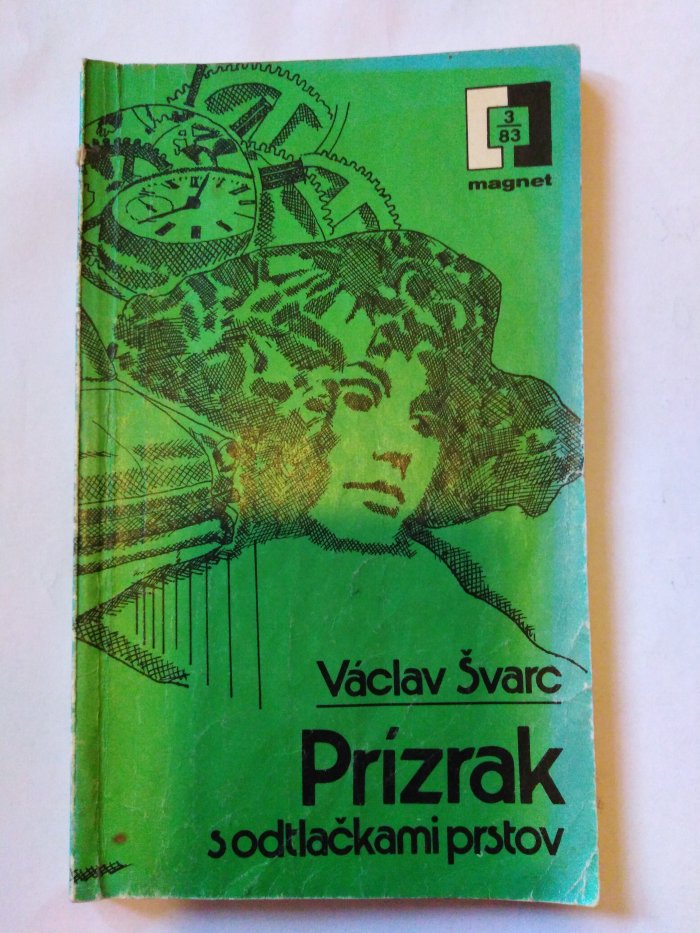 3
83
magnet
Václav Švarc
Prízrak
s odtlačkami prstov